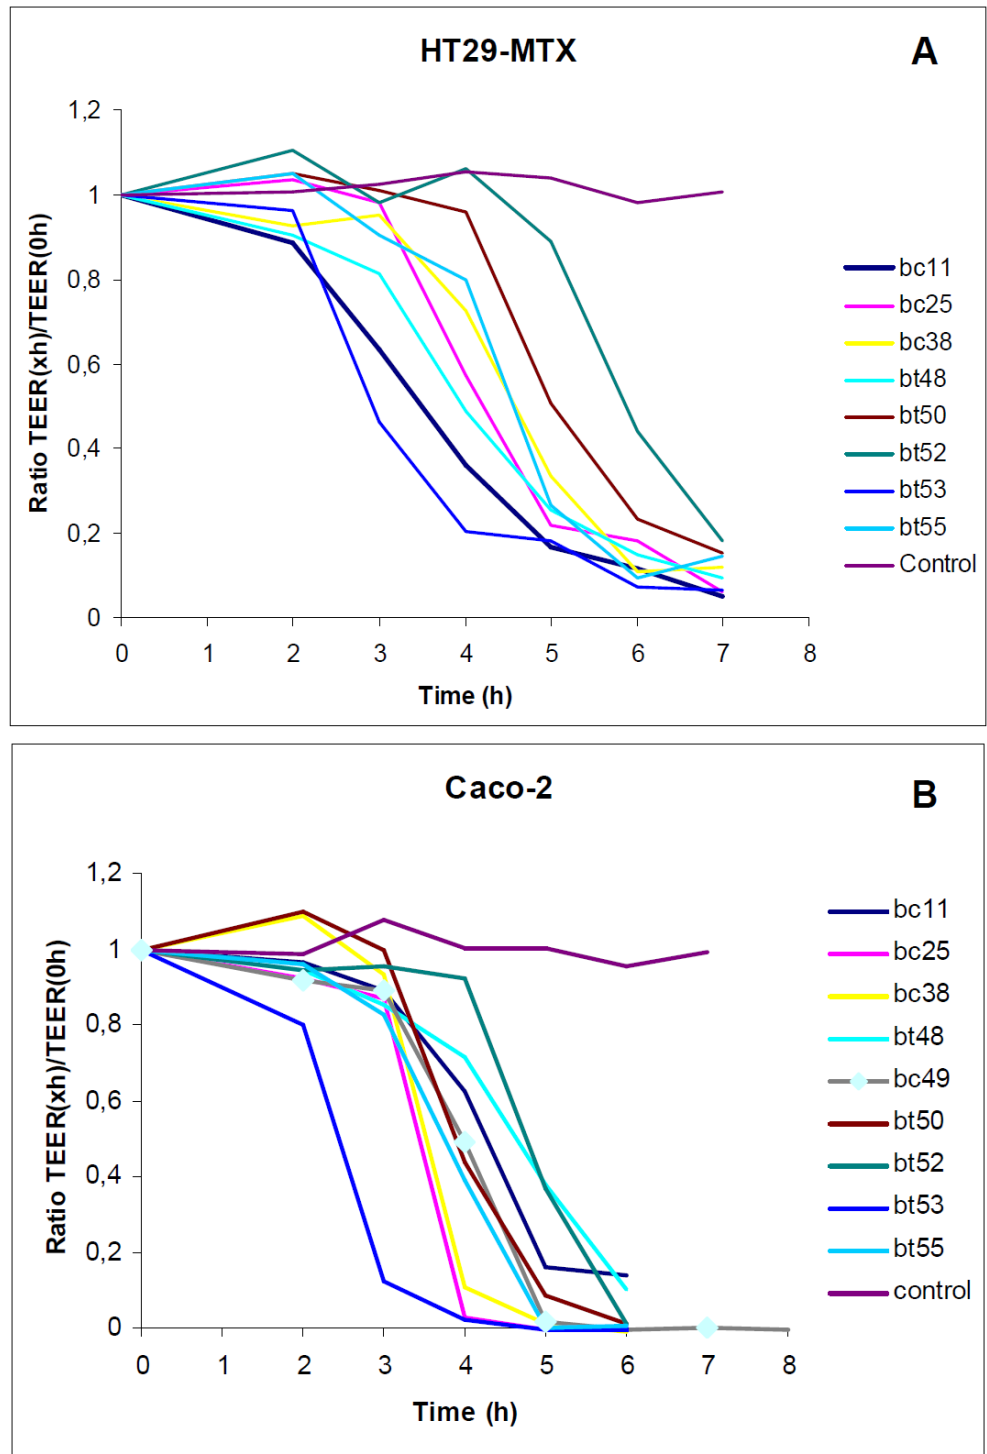 HT29-MTX
A
Ratio TEER(xh)/TEER(0h)
1,2
1
0,8
0,6
0,4
0,2
0
0 1 2 3 4 5 6 7 8
Time (h)
bc11
bc25
bc38
bt48
bt50
bt52
bt53
bt55
Control
Caco-2
B
Ratio TEER(xh)/TEER(0h)
1,2
1
0,8
0,6
0,4
0,2
0
0 1 2 3 4 5 6 7 8
Time (h)
bc11
bc25
bc38
bt48
bc49
bt50
bt52
bt53
bt55
control